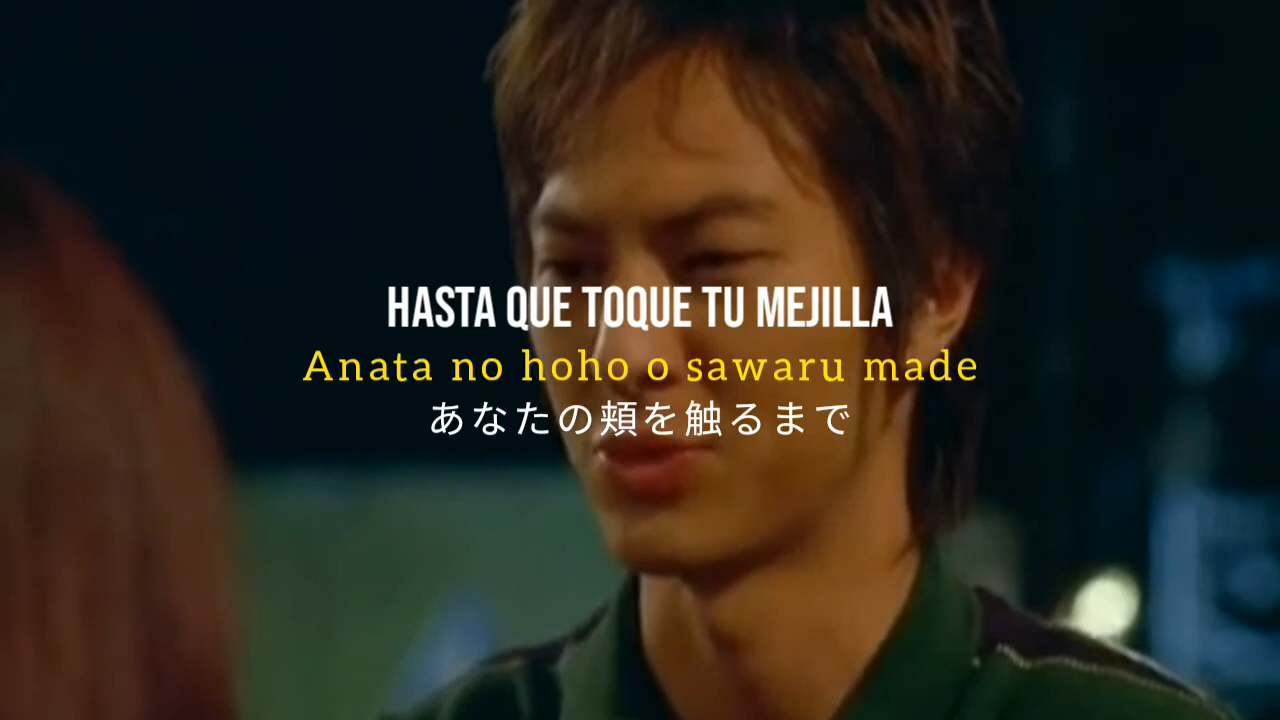 HASTA QUE TOQUE TU MEJILLA
Anata no hoho o sawaru made
あなたの頬を触るまで